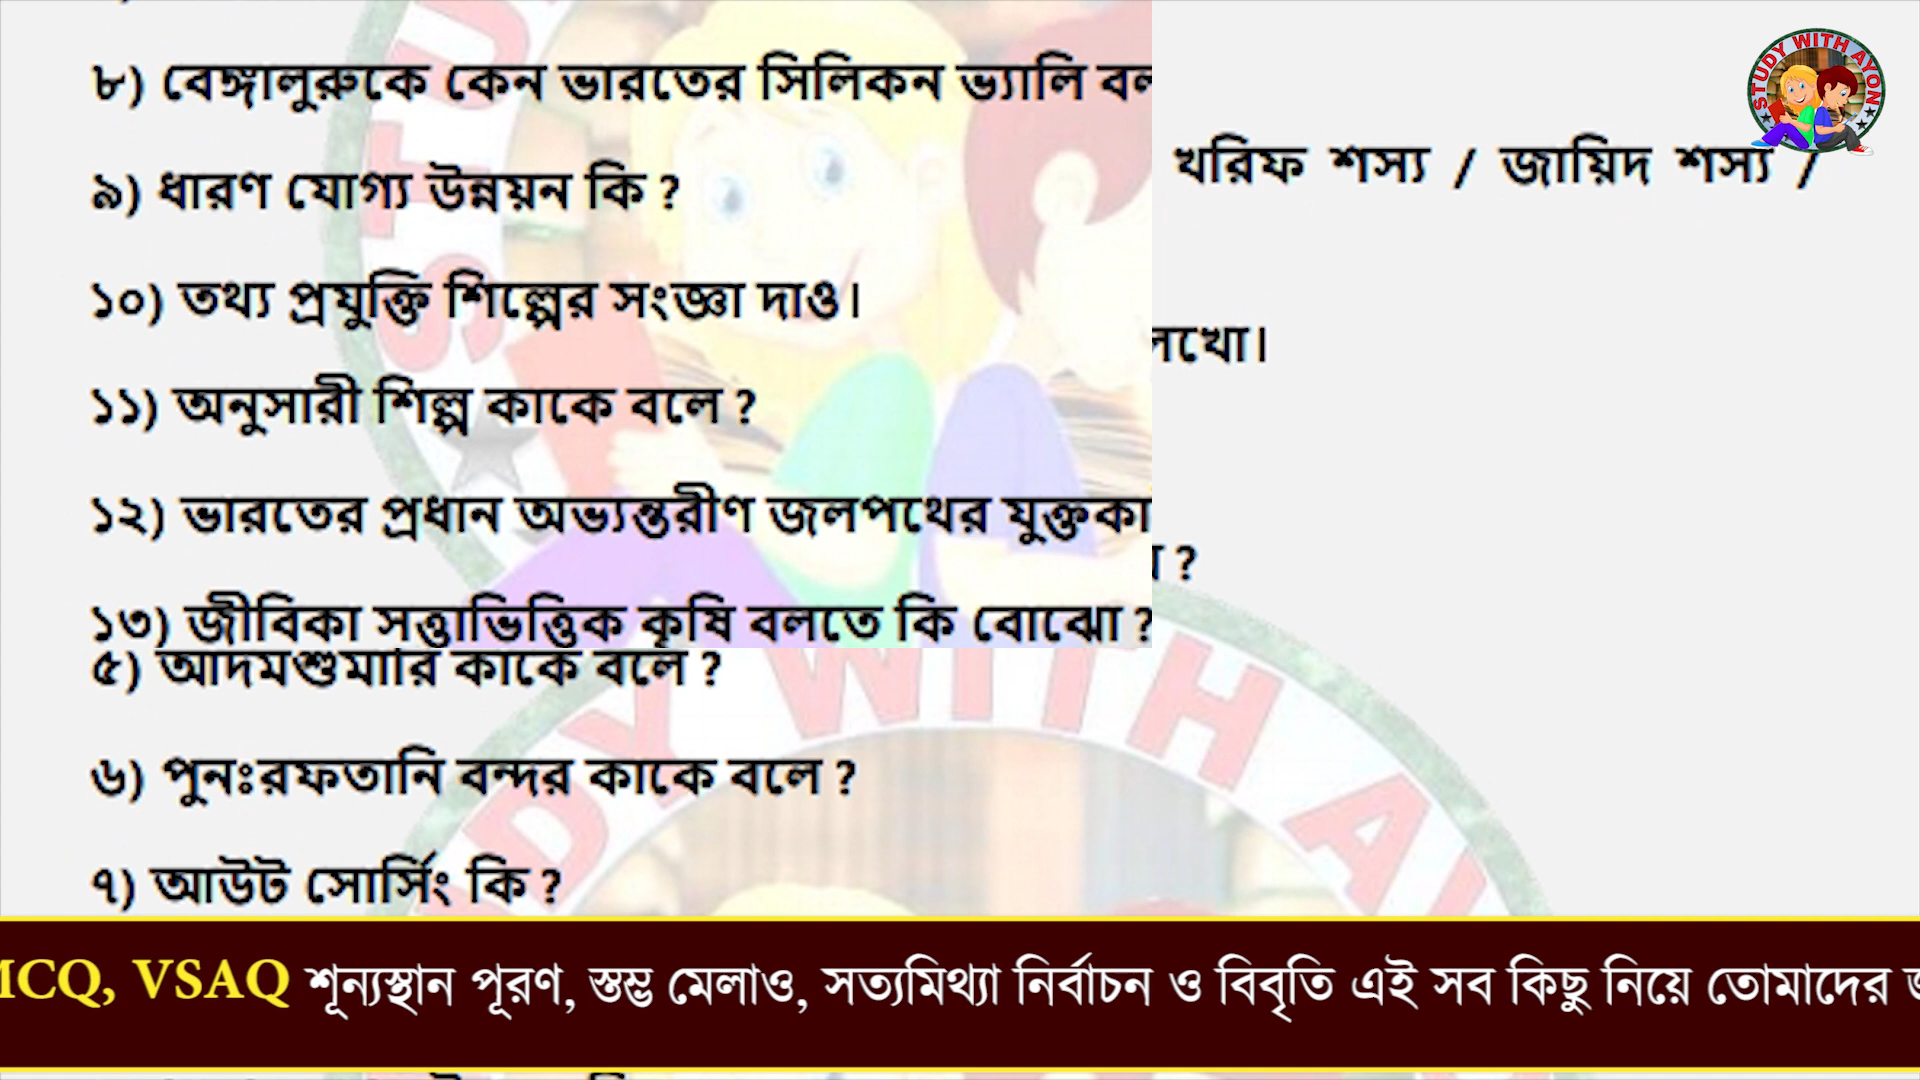 ৮) বেঙ্গালুরুকে কেন ভারতের সিলিকন ভ্যালি
STUDY WITH AYON
খরিফ শস্য / জায়িদ শস্য /
৯) ধারণ যোগ্য উন্নয়ন কি ?
১০) তথ্য প্রযুক্তি শিল্পের সংজ্ঞা দাও।
১১) অনুসারী শিল্প কাকে বলে ?
১২) ভারতের প্রধান অভ্যন্তরীণ জলপথের
১৩) জীবিকা সত্তাভিত্তিক কৃষি বলতে কি বোঝো ?
৫) আদমশুমারি কাকে বলে ?
৬) পুনঃরফতানি বন্দর কাকে বলে ?
৭) আউট সোর্সিং কি ?
MCQ, VSAQ শূন্যস্থান পূরণ, স্তম্ভ মেলাও, সত্যমিথ্যা নির্বাচন ও বিবৃতি এই সব কিছু নিয়ে তোমাদের